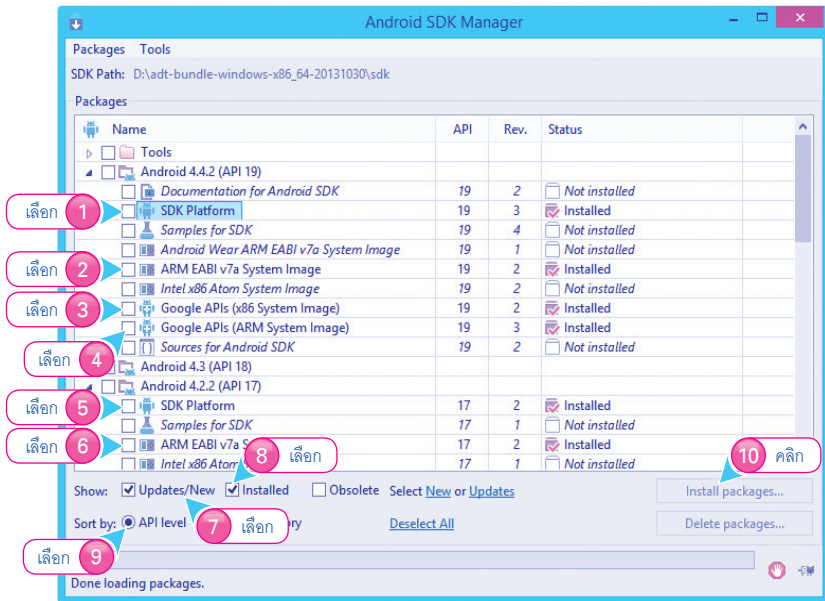 Android SDK Manager
Packages Tools
SDK Path: D:\adt-bundle-windows-x86_64-20131030\sdk
Packages
Name API Rev. Status
Tools
Android 4.4.2 (API 19)
Documentation for Android SDK 19 2 Not installed
เลือก 1 SDK Platform 19 3 Installed
Samples for SDK 19 4 Not installed
Android Wear ARM EABI v7a System Image 19 1 Not installed
เลือก 2 ARM EABI v7a System Image 19 2 Installed
Intel x86 Atom System Image 19 2 Not installed
เลือก 3 Google APIs (x86 System Image) 19 2 Installed
Google APIs (ARM System Image) 19 3 Installed
เลือก 4 Sources for Android SDK 19 2 Not installed
Android 4.3 (API 18)
Android 4.2.2 (API 17)
เลือก 5 SDK Platform 17 2 Installed
Samples for SDK 17 1 Not installed
เลือก 6 ARM EABI v7a S 17 2 Installed
8 เลือก 10 คลิก
Intel x86 Atom 17 1 Not installed
Show: Updates/New Installed Obsolete Select New or Updates Install packages...
Sort by: API level 7 เลือก ory Deselect All Delete packages...
เลือก 9
Done loading packages.